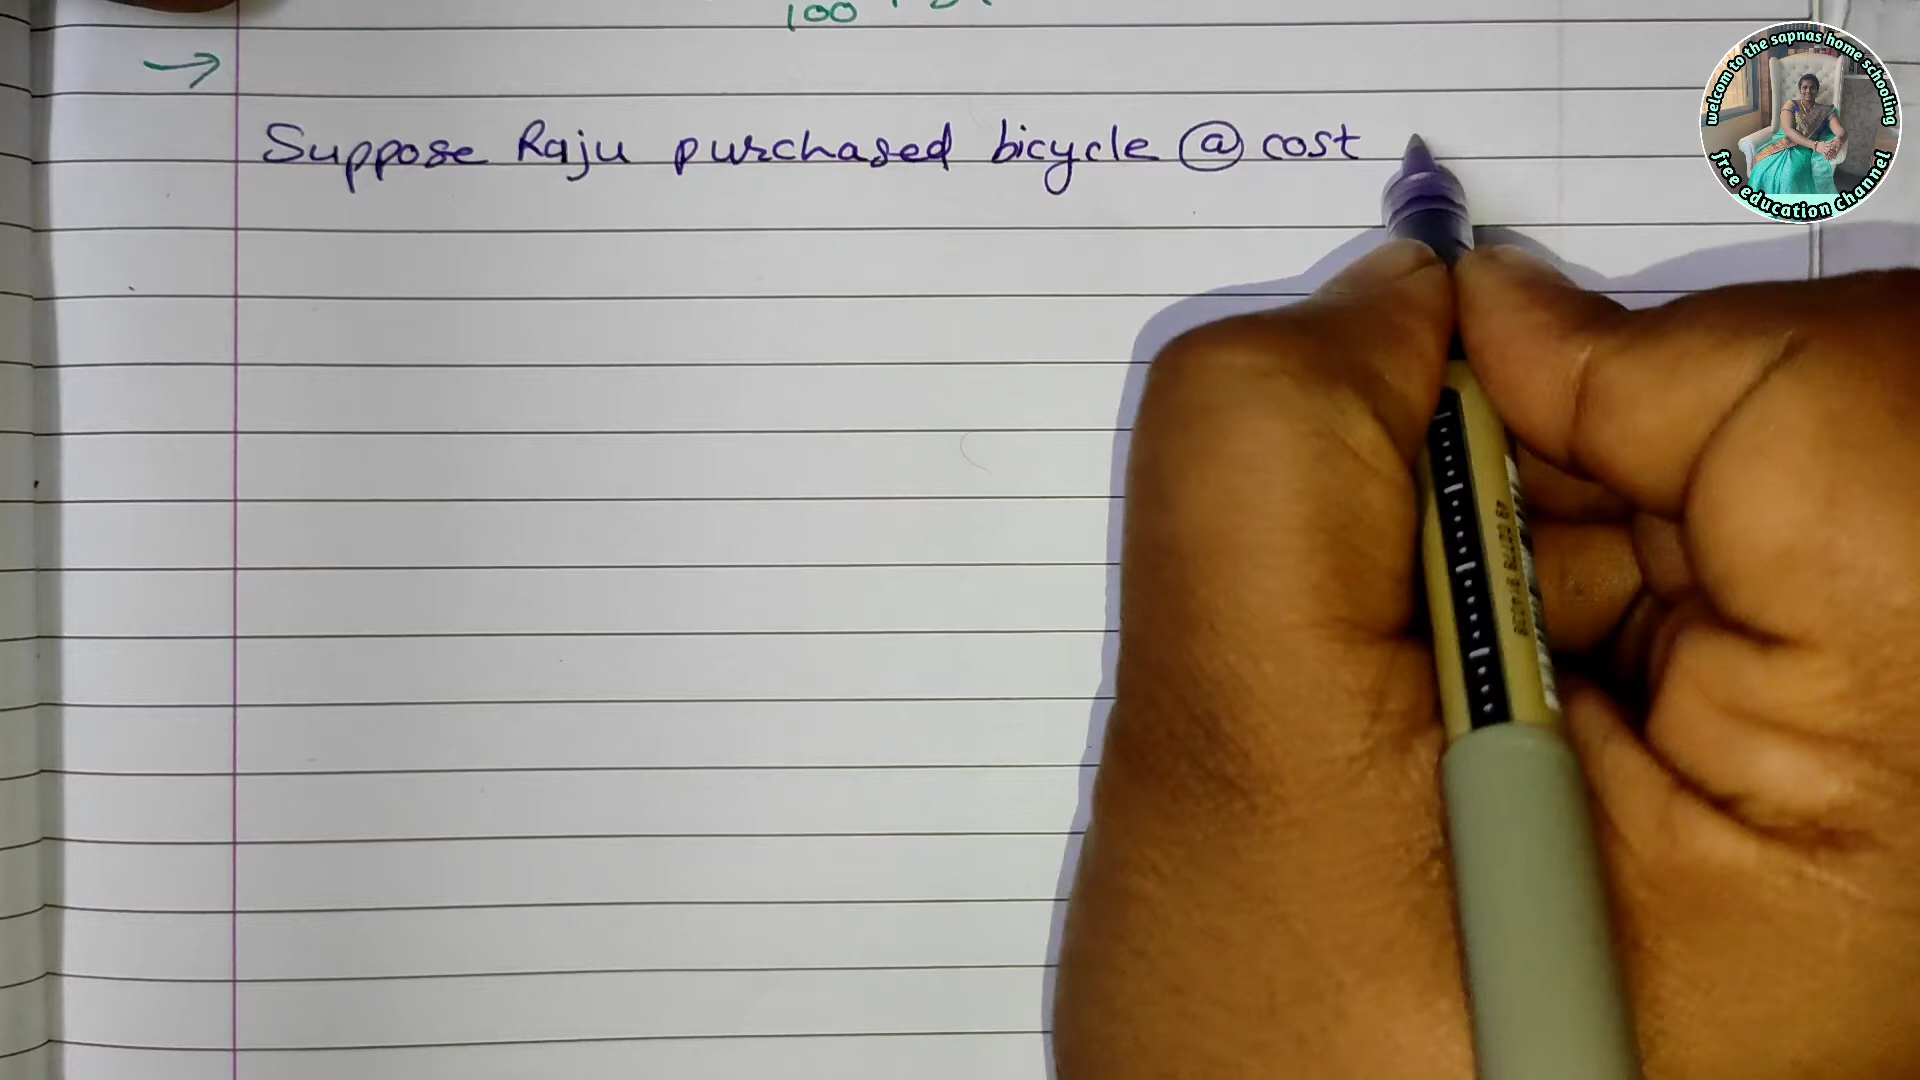 100
→
Suppose Raju purchased bicycle @ cost
welcom to the sapnas home schooling
free education channel